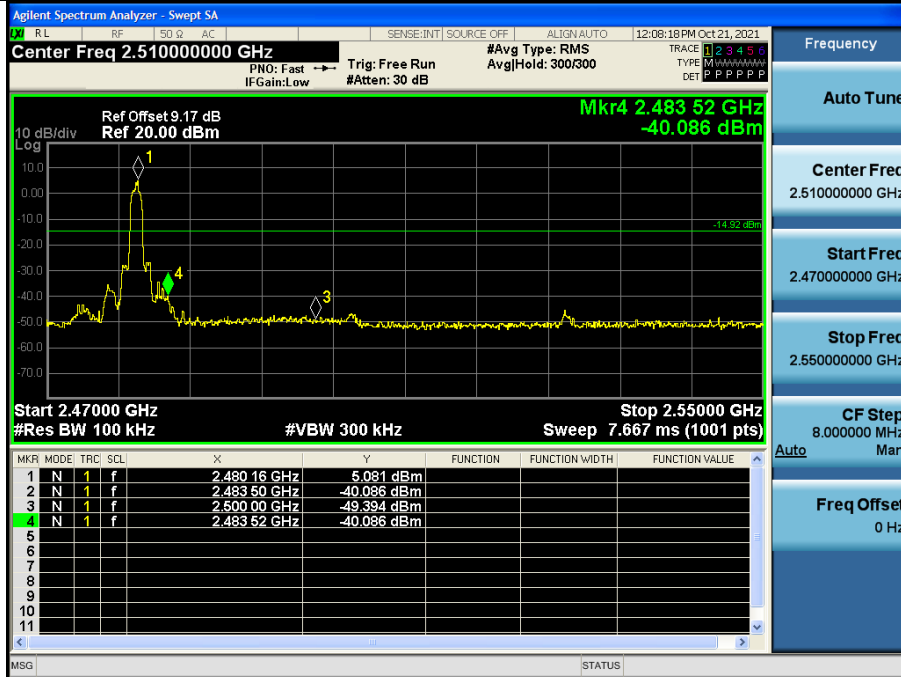 Agilent Spectrum Analyzer - Swept SA
LXI RL RF 50 Ω AC SENSE:INT SOURCE OFF ALIGN AUTO 12:08:18 PM Oct 21, 2021
Center Freq 2.510000000 GHz
#Avg Type: RMS
TRACE 1 2 3 4 5 6
PNO: Fast Trig: Free Run Avg|Hold: 300/300 TYPE M
IFGain:Low #Atten: 30 dB DET P P P P P P
Ref Offset 9.17 dB
10 dB/div Ref 20.00 dBm
Log
Mkr4 2.483 52 GHz
-40.086 dBm
1
10.0
0.00
-10.0
-14.92 dBm
-20.0
-30.0
4
-40.0
3
-50.0
-60.0
-70.0
Start 2.47000 GHz Stop 2.55000 GHz
#Res BW 100 kHz #VBW 300 kHz Sweep 7.667 ms (1001 pts)
MKR MODE TRC SCL X Y FUNCTION FUNCTION WIDTH FUNCTION VALUE
1 N 1 f 2.480 16 GHz 5.081 dBm
2 N 1 f 2.483 50 GHz -40.086 dBm
3 N 1 f 2.500 00 GHz -49.394 dBm
4 N 1 f 2.483 52 GHz -40.086 dBm
5
6
7
8
9
10
11
MSG STATUS
Frequency
Auto Tune
Center Freq
2.510000000 GHz
Start Freq
2.470000000 GHz
Stop Freq
2.550000000 GHz
CF Step
8.000000 MHz
Auto Man
Freq Offset
0 Hz